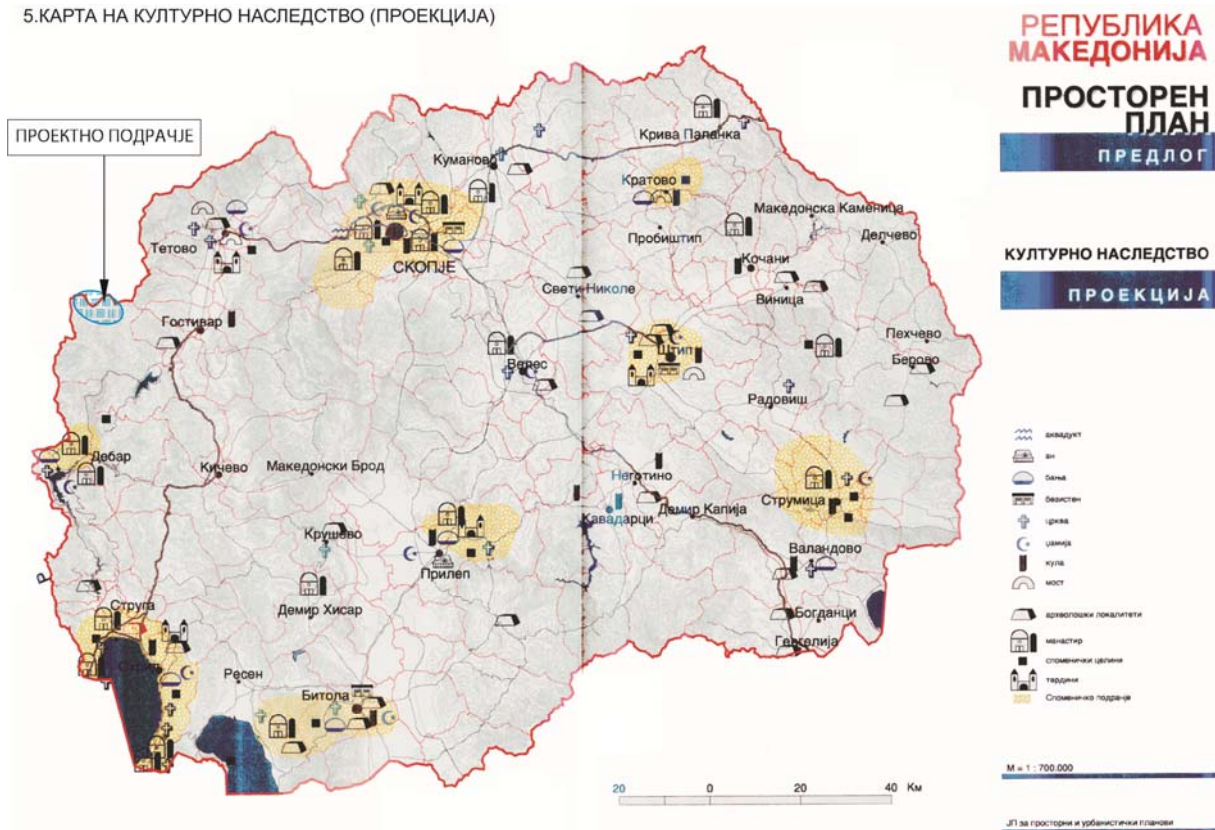 5.КАРТА НА КУЛТУРНО НАСЛЕДСТВО (ПРОЕКЦИЈА)
РЕПУБЛИКА
МАКЕДОНИЈА
ПРОСТОРЕН
ПЛАН
ПРЕДЛОГ
КУЛТУРНО НАСЛЕДСТВО
ПРОЕКЦИЈА
ПРОЕКТНО ПОДРАЧЈЕ
Крива Паланка
Куманово
Кратово
Македонска Каменица
Делчево
Пробиштип
Тетово
СКОПЈЕ
Кочани
Свети Николе
Виница
Гостивар
Пехчево
Штип
Берово
Велес
Радовиш
Дебар
Кичево
Македонски Брод
Неготино
Струмица
Кавадарци
Демир Капија
Крушево
Прилеп
Валандово
Демир Хисар
Струга
Богданци
Гевгелија
Ресен
Битола
аквадукт
ан
бања
безистен
црква
џамија
кула
мост
археолошки локалитети
манастир
споменички целини
тврдини
Споменичко подрачје
М = 1 : 700.000
20 0 20 40 Км
ЈП за просторни и урбанистички планови